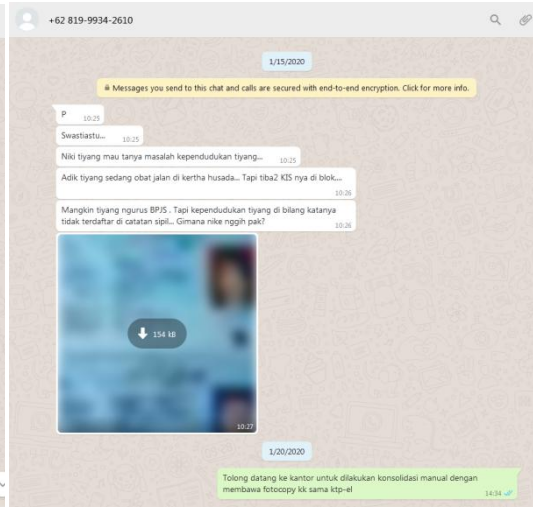 +62 819-9934-2610
1/15/2020
Messages you send to this chat and calls are secured with end-to-end encryption. Click for more info.
P 10:25
Swastiastu... 10:25
Niki tiyang mau tanya masalah kependudukan tiyang... 10:25
Adik tiyang sedang obat jalan di kertha husada... Tapi tiba2 KIS nya di blok....
10:26
Mangkin tiyang ngurus BPJS . Tapi kependudukan tiyang di bilang katanya
tidak terdaftar di catatan sipil... Gimana nike nggih pak?
10:26
154 kB
10:27
1/20/2020
Tolong datang ke kantor untuk dilakukan konsolidasi manual dengan
membawa fotocopy kk sama ktp-el
14:34